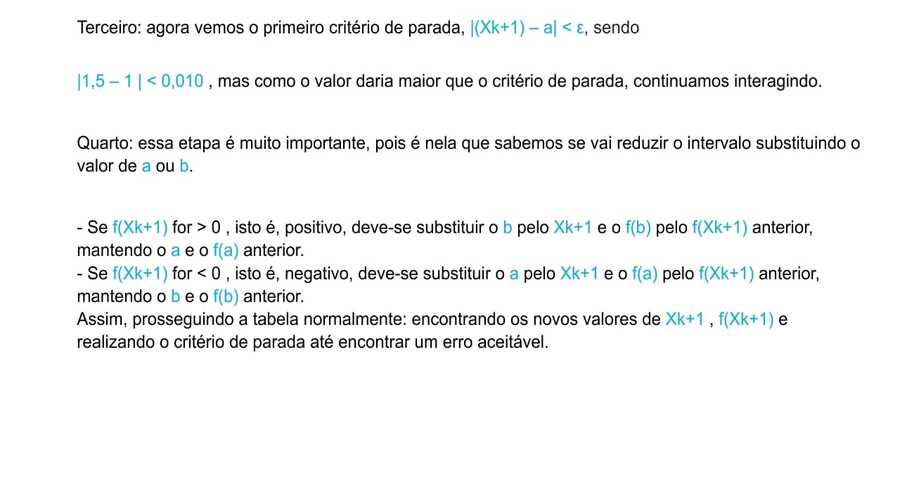 Terceiro: agora vemos o primeiro critério de parada, |(Xk+1) – a| < ε, sendo
|1,5 – 1 | < 0,010 , mas como o valor daria maior que o critério de parada, continuamos interagindo.
Quarto: essa etapa é muito importante, pois é nela que sabemos se vai reduzir o intervalo substituindo o
valor de a ou b.
- Se f(Xk+1) for > 0 , isto é, positivo, deve-se substituir o b pelo Xk+1 e o f(b) pelo f(Xk+1) anterior,
mantendo o a e o f(a) anterior.
- Se f(Xk+1) for < 0 , isto é, negativo, deve-se substituir o a pelo Xk+1 e o f(a) pelo f(Xk+1) anterior,
mantendo o b e o f(b) anterior.
Assim, prosseguindo a tabela normalmente: encontrando os novos valores de Xk+1 , f(Xk+1) e
realizando o critério de parada até encontrar um erro aceitável.